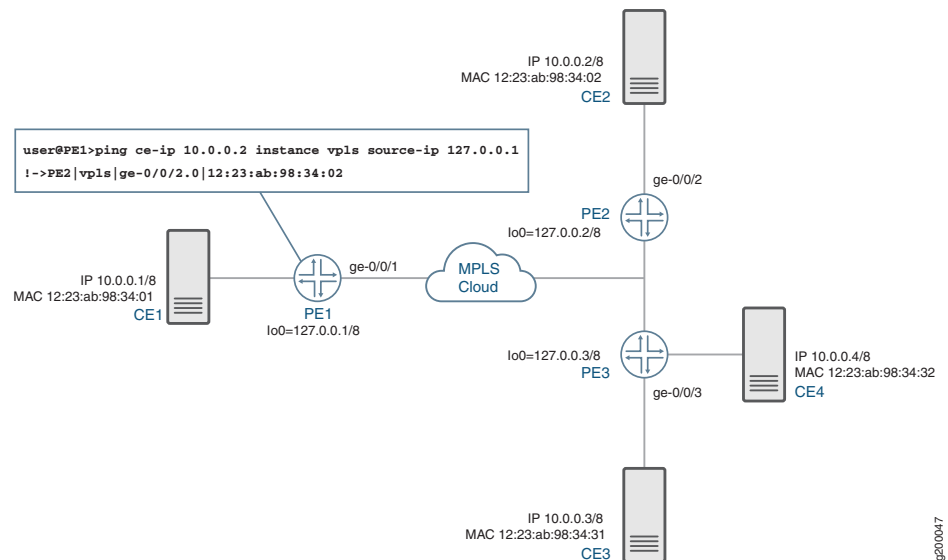 IP 10.0.0.2/8
MAC 12:23:ab:98:34:02
CE2
user@PE1>ping ce-ip 10.0.0.2 instance vpls source-ip 127.0.0.1
!->PE2|vpls|ge-0/0/2.0|12:23:ab:98:34:02
ge-0/0/2
PE2
lo0=127.0.0.2/8
IP 10.0.0.1/8
MAC 12:23:ab:98:34:01
CE1
ge-0/0/1
PE1
lo0=127.0.0.1/8
MPLS
Cloud
lo0=127.0.0.3/8
PE3
IP 10.0.0.4/8
MAC 12:23:ab:98:34:32
CE4
ge-0/0/3
IP 10.0.0.3/8
MAC 12:23:ab:98:34:31
CE3
g200047